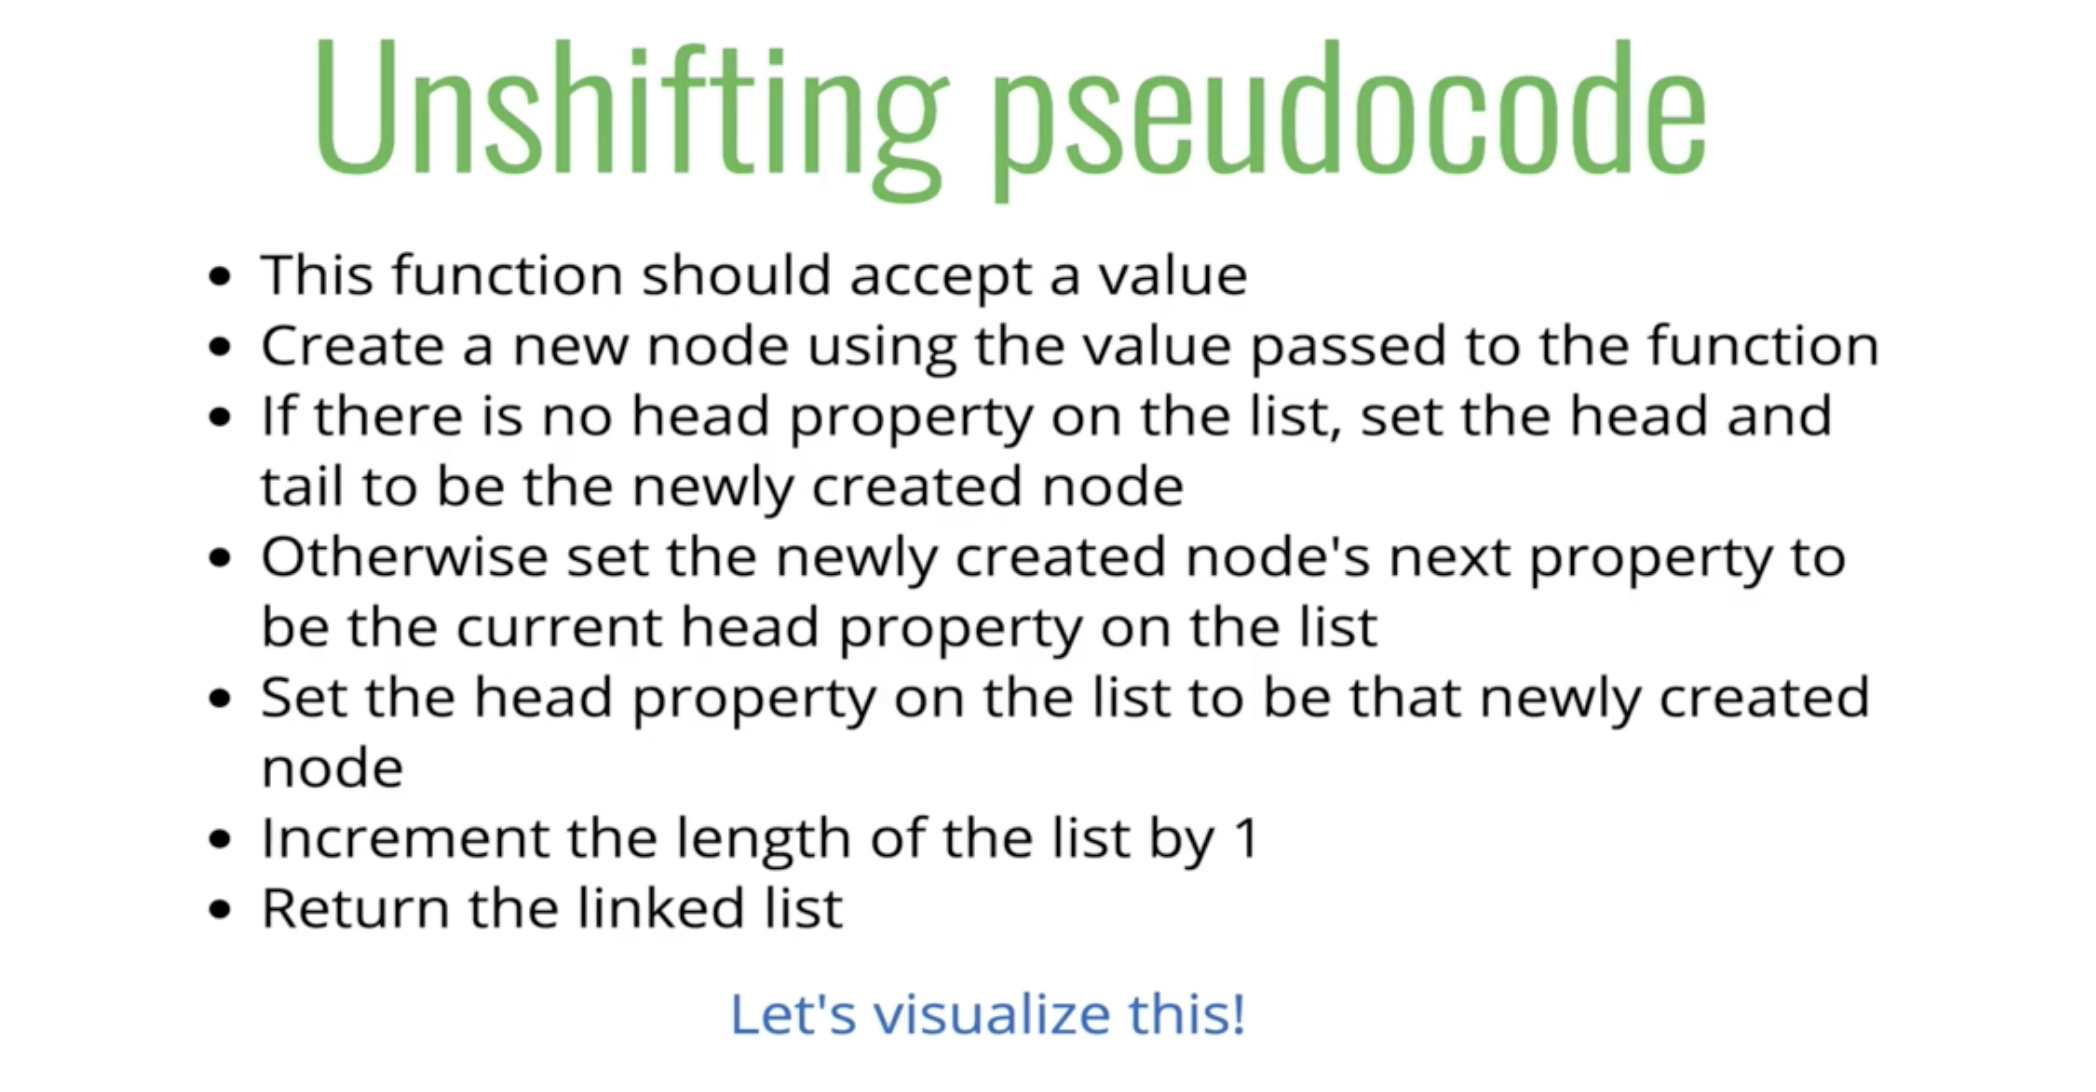 Unshifting pseudocode
• This function should accept a value
• Create a new node using the value passed to the function
• If there is no head property on the list, set the head and
tail to be the newly created node
• Otherwise set the newly created node's next property to
be the current head property on the list
• Set the head property on the list to be that newly created
node
• Increment the length of the list by 1
• Return the linked list
Let's visualize this!